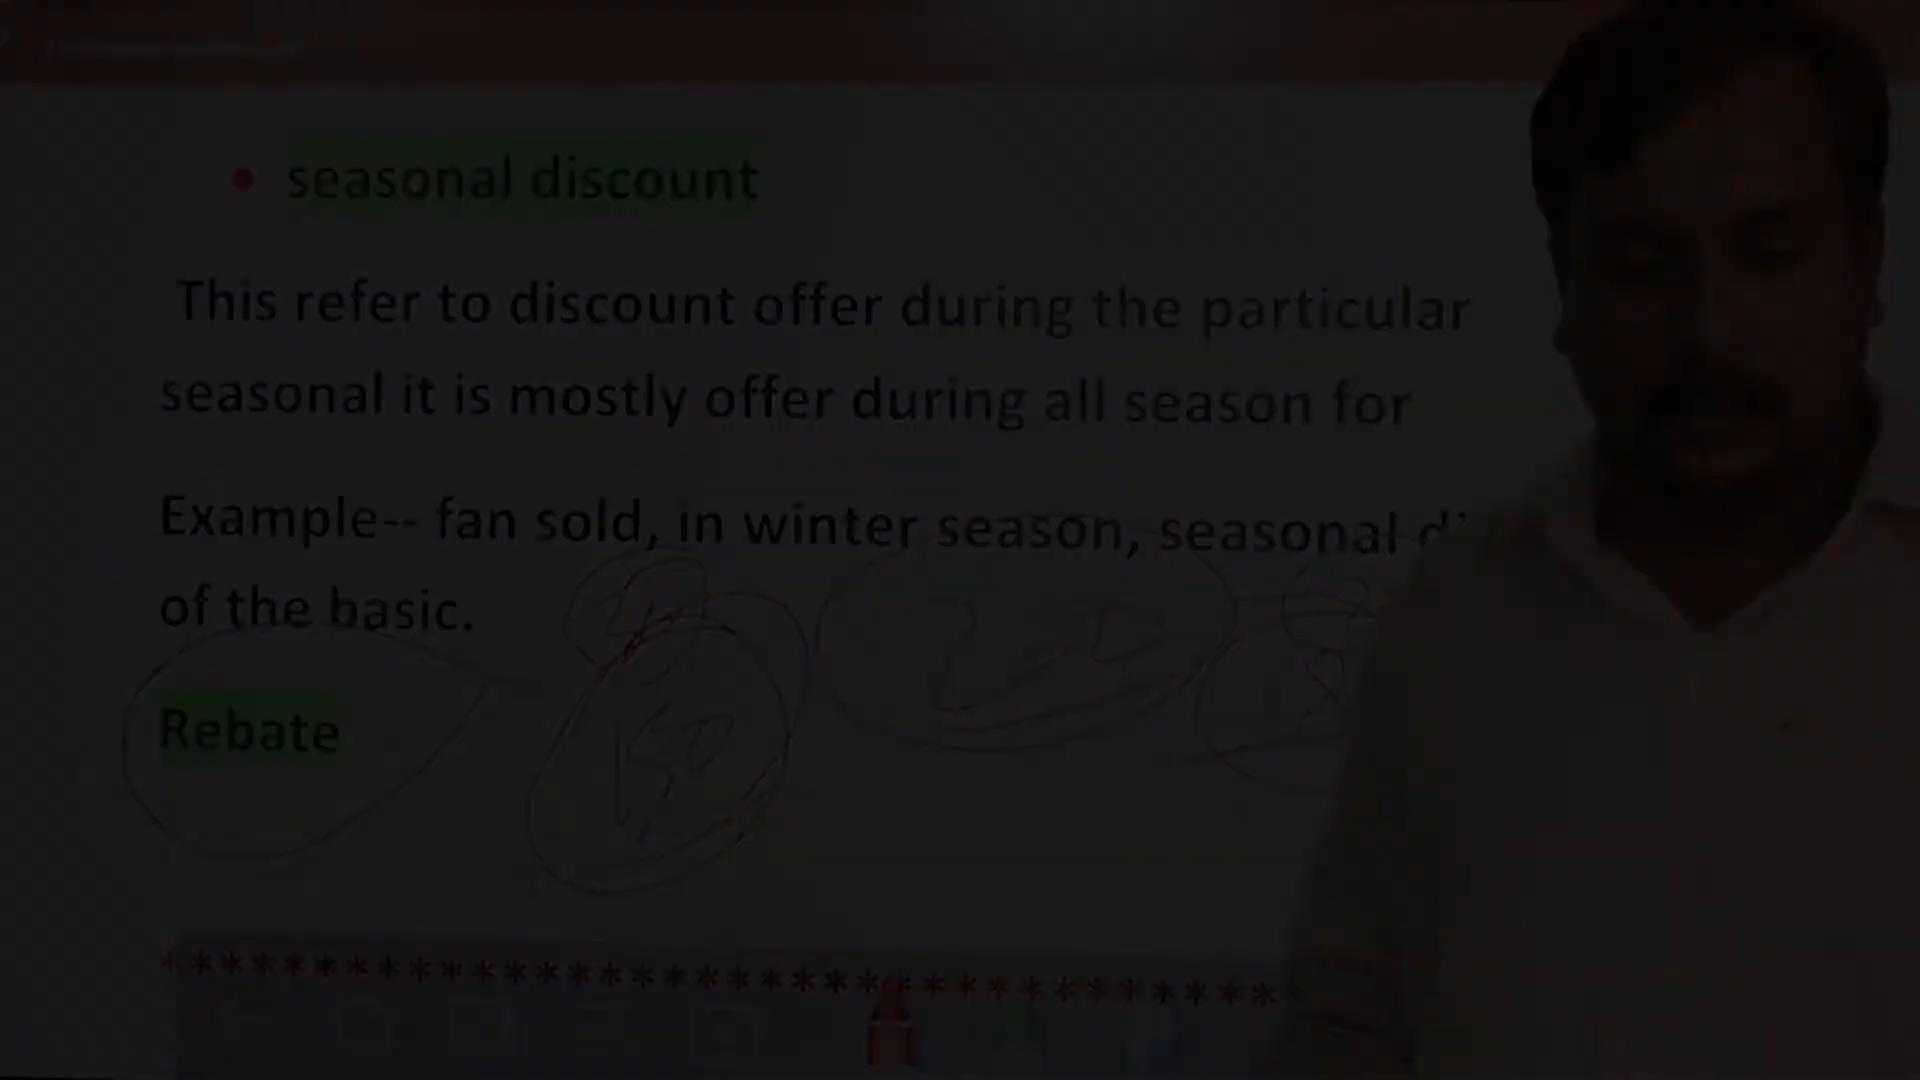 • seasonal discount
This refer to discount offer during the particular
seasonal it is mostly offer during all season for
Example-- fan sold, in winter season, seasonal
of the basic.
150
Rebate
************************************